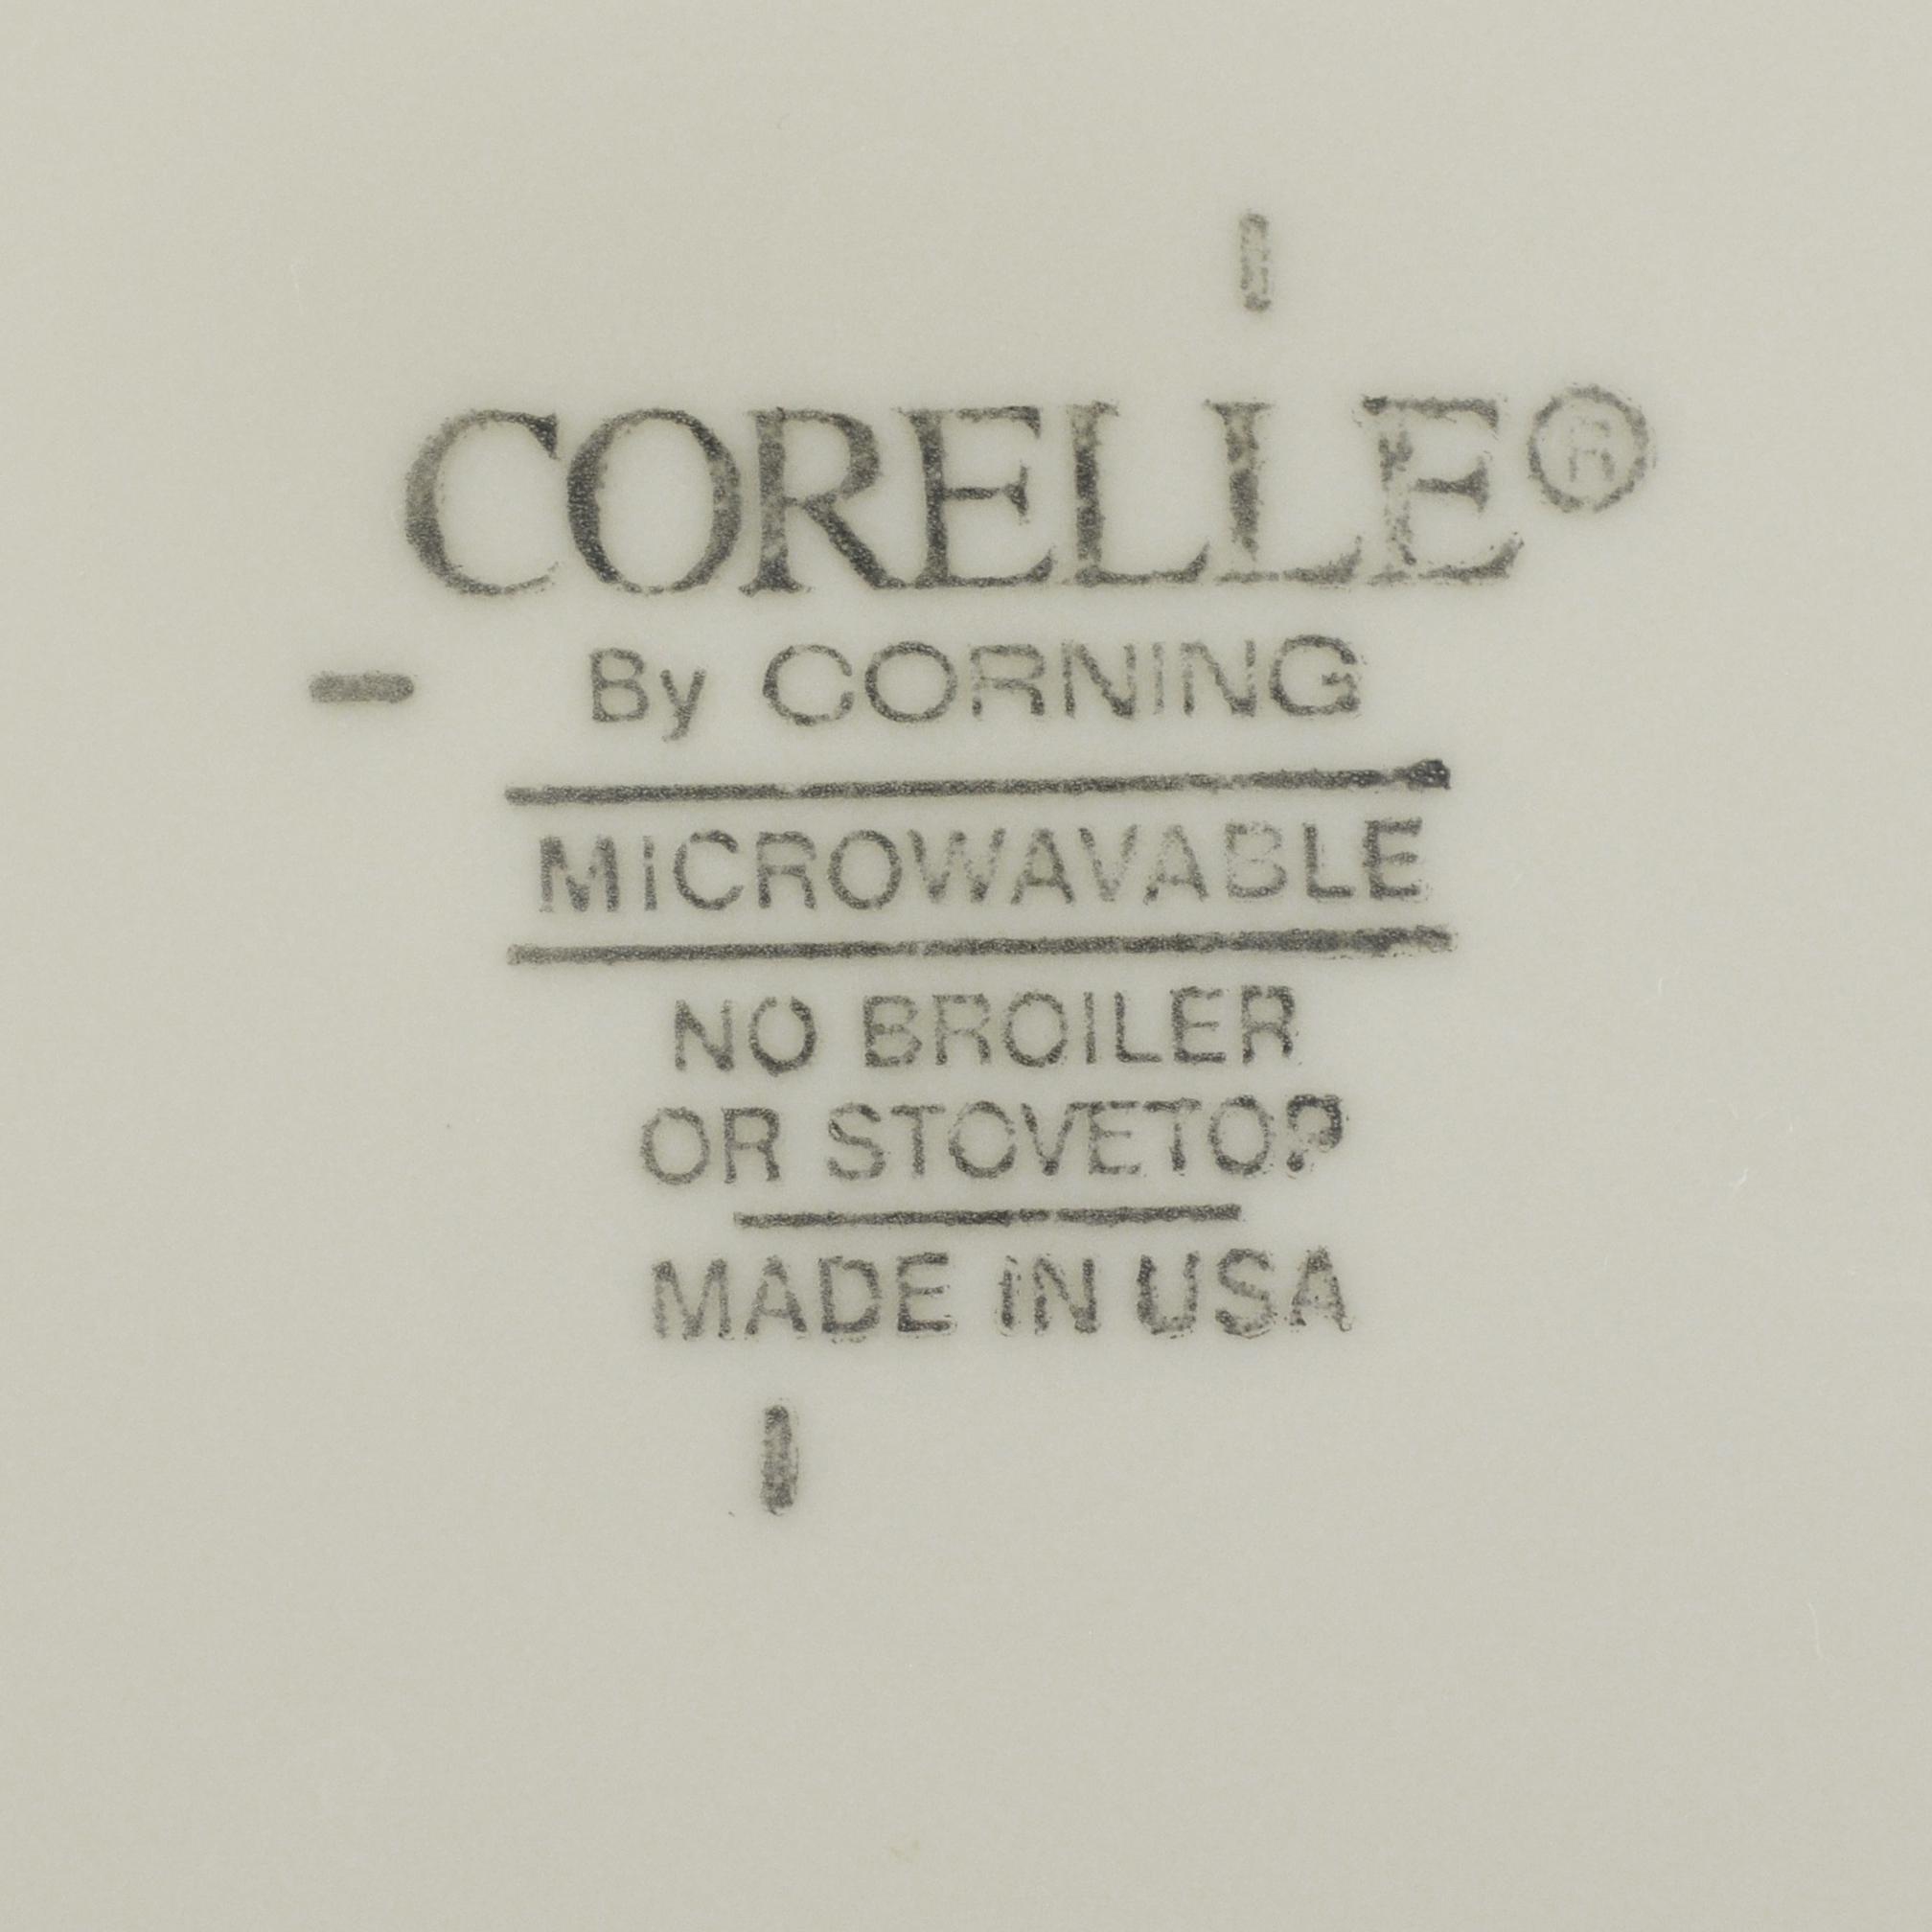 CORELLE®
By CORNING
MICROWAVABLE
NO BROILER
OR STOVETOP
MADE IN USA